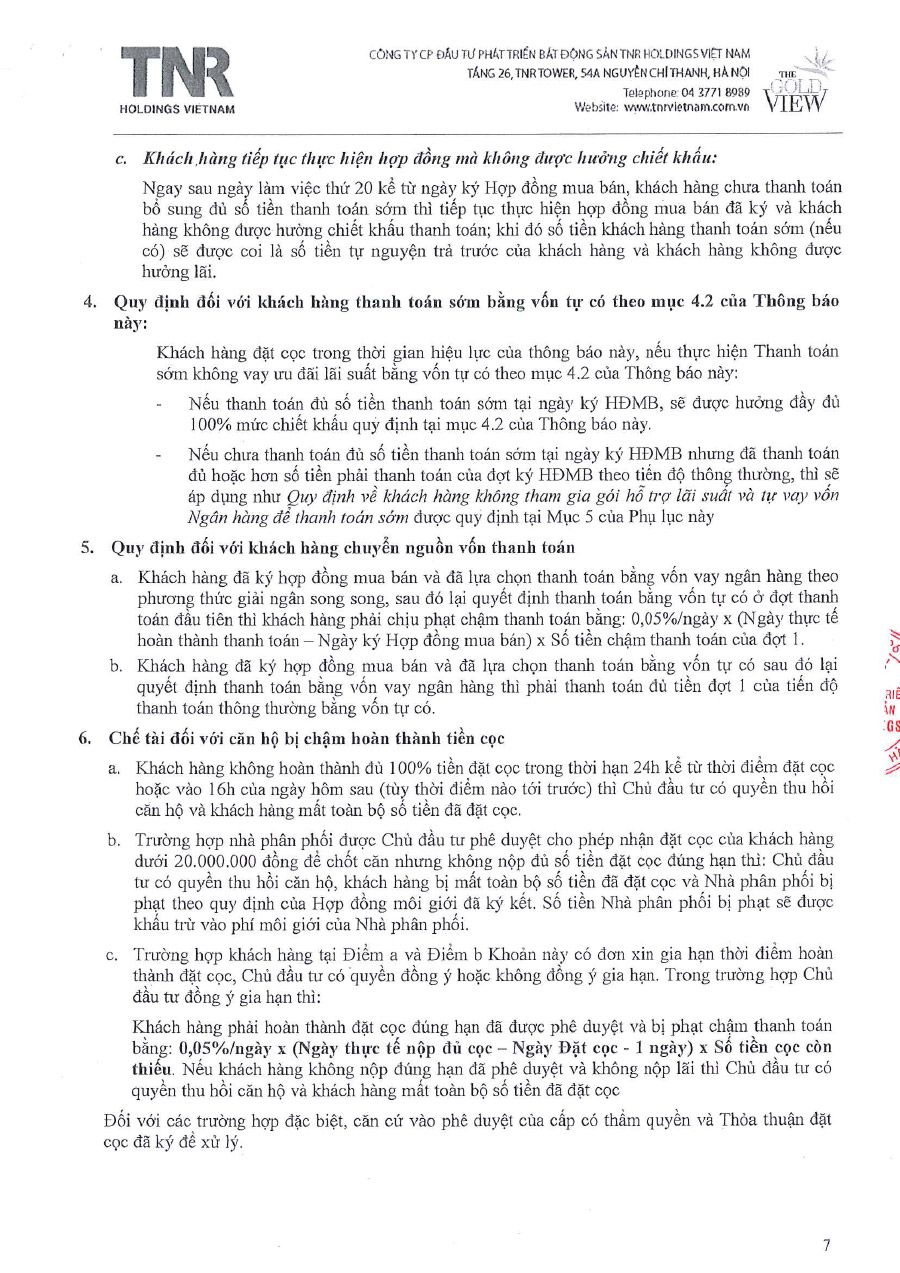 TNR
HOLDINGS VIETNAM
CÔNG TY CP ĐẦU TƯ PHÁT TRIỂN BẤT ĐỘNG SẢN TNR HOLDINGS VIỆT NAM
TẦNG 26, TNR TOWER, 54A NGUYỄN CHÍ THANH, HÀ NỘI
Telephone: 04 3771 8989
Website: www.tnrvietnam.com.vn
THE
GOLD
VIEW
c. Khách hàng tiếp tục thực hiện hợp đồng mà không được hưởng chiết khấu:
Ngay sau ngày làm việc thứ 20 kể từ ngày ký Hợp đồng mua bán, khách hàng chưa thanh toán
bổ sung đủ số tiền thanh toán sớm thì tiếp tục thực hiện hợp đồng mua bán đã ký và khách
hàng không được hưởng chiết khấu thanh toán; khi đó số tiền khách hàng thanh toán sớm (nếu
có) sẽ được coi là số tiền tự nguyện trả trước của khách hàng và khách hàng không được
hưởng lãi.
4. Quy định đối với khách hàng thanh toán sớm bằng vốn tự có theo mục 4.2 của Thông báo
này:
Khách hàng đặt cọc trong thời gian hiệu lực của thông báo này, nếu thực hiện Thanh toán
sớm không vay ưu đãi lãi suất bằng vốn tự có theo mục 4.2 của Thông báo này:
- Nếu thanh toán đủ số tiền thanh toán sớm tại ngày ký HĐMB, sẽ được hưởng đầy đủ
100% mức chiết khấu quy định tại mục 4.2 của Thông báo này.
- Nếu chưa thanh toán đủ số tiền thanh toán sớm tại ngày ký HĐMB nhưng đã thanh toán
đủ hoặc hơn số tiền phải thanh toán của đợt ký HĐMB theo tiến độ thông thường, thì sẽ
áp dụng như Quy định về khách hàng không tham gia gói hỗ trợ lãi suất và tự vay vốn
Ngân hàng để thanh toán sớm được quy định tại Mục 5 của Phụ lục này
5. Quy định đối với khách hàng chuyển nguồn vốn thanh toán
a. Khách hàng đã ký hợp đồng mua bán và đã lựa chọn thanh toán bằng vốn vay ngân hàng theo
phương thức giải ngân song song, sau đó lại quyết định thanh toán bằng vốn tự có ở đợt thanh
toán đầu tiên thì khách hàng phải chịu phạt chậm thanh toán bằng: 0,05%/ngày x (Ngày thực tế
hoàn thành thanh toán – Ngày ký Hợp đồng mua bán) x Số tiền chậm thanh toán của đợt 1.
b. Khách hàng đã ký hợp đồng mua bán và đã lựa chọn thanh toán bằng vốn tự có sau đó lại
quyết định thanh toán bằng vốn vay ngân hàng thì phải thanh toán đủ tiền đợt 1 của tiến độ
thanh toán thông thường bằng vốn tự có.
6. Chế tài đối với căn hộ bị chậm hoàn thành tiền cọc
a. Khách hàng không hoàn thành đủ 100% tiền đặt cọc trong thời hạn 24h kể từ thời điểm đặt cọc
hoặc vào 16h của ngày hôm sau (tùy thời điểm nào tới trước) thì Chủ đầu tư có quyền thu hồi
căn hộ và khách hàng mất toàn bộ số tiền đã đặt cọc.
b. Trường hợp nhà phân phối được Chủ đầu tư phê duyệt cho phép nhận đặt cọc của khách hàng
dưới 20.000.000 đồng để chốt căn nhưng không nộp đủ số tiền đặt cọc đúng hạn thì: Chủ đầu
tư có quyền thu hồi căn hộ, khách hàng bị mất toàn bộ số tiền đã đặt cọc và Nhà phân phối bị
phạt theo quy định của Hợp đồng môi giới đã ký kết. Số tiền Nhà phân phối bị phạt sẽ được
khấu trừ vào phí môi giới của Nhà phân phối.
c. Trường hợp khách hàng tại Điểm a và Điểm b Khoản này có đơn xin gia hạn thời điểm hoàn
thành đặt cọc, Chủ đầu tư có quyền đồng ý hoặc không đồng ý gia hạn. Trong trường hợp Chủ
đầu tư đồng ý gia hạn thì:
Khách hàng phải hoàn thành đặt cọc đúng hạn đã được phê duyệt và bị phạt chậm thanh toán
bằng: 0,05%/ngày x (Ngày thực tế nộp đủ cọc – Ngày Đặt cọc - 1 ngày) x Số tiền cọc còn
thiếu. Nếu khách hàng không nộp đúng hạn đã phê duyệt và không nộp lãi thì Chủ đầu tư có
quyền thu hồi căn hộ và khách hàng mất toàn bộ số tiền đã đặt cọc
Đối với các trường hợp đặc biệt, căn cứ vào phê duyệt của cấp có thẩm quyền và Thỏa thuận đặt
cọc đã ký để xử lý.
7